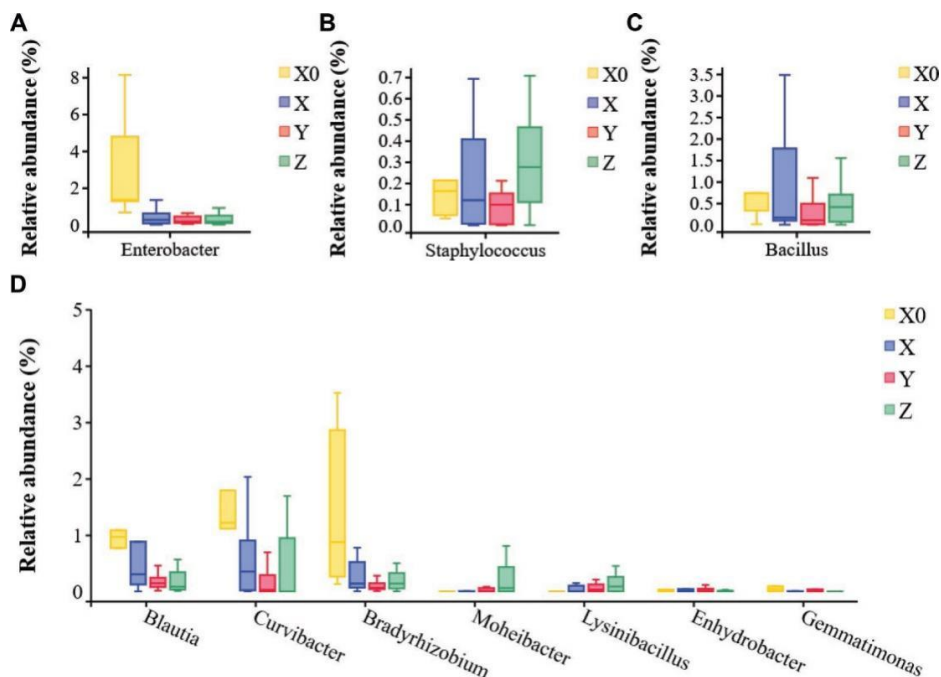 A
Relative abundance (%)
8
6
4
2
0
Enterobacter
X0
X
Y
Z
B
Relative abundance (%)
0.7
0.6
0.5
0.4
0.3
0.2
0.1
0.0
Staphylococcus
X0
X
Y
Z
C
Relative abundance (%)
3.5
3.0
2.5
2.0
1.5
1.0
0.5
0.0
Bacillus
X0
X
Y
Z
D
Relative abundance (%)
5
4
3
2
1
0
Blautia
Curvibacter
Bradyrhizobium
Moheibacter
Lysinibacillus
Enhydrobacter
Gemmatimonas
X0
X
Y
Z